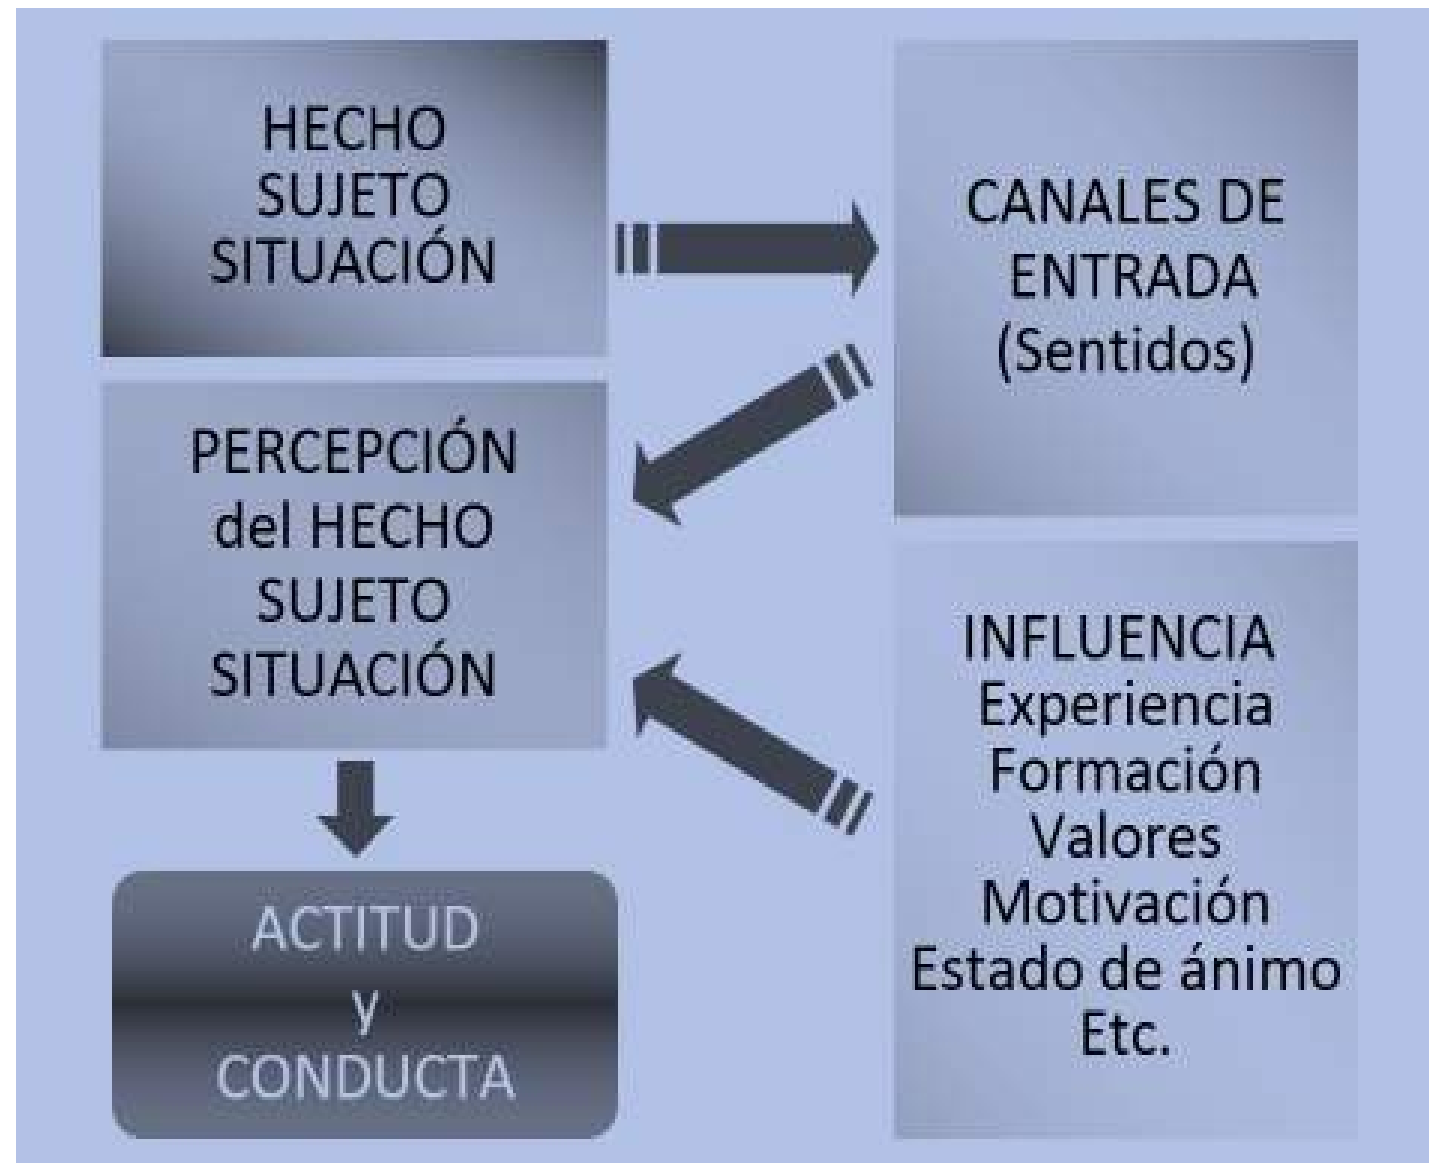 HECHO
SUJETO
SITUACIÓN
CANALES DE
ENTRADA
(Sentidos)
PERCEPCIÓN
del HECHO
SUJETO
SITUACIÓN
INFLUENCIA
Experiencia
Formación
Valores
Motivación
Estado de ánimo
Etc.
ACTITUD
y
CONDUCTA